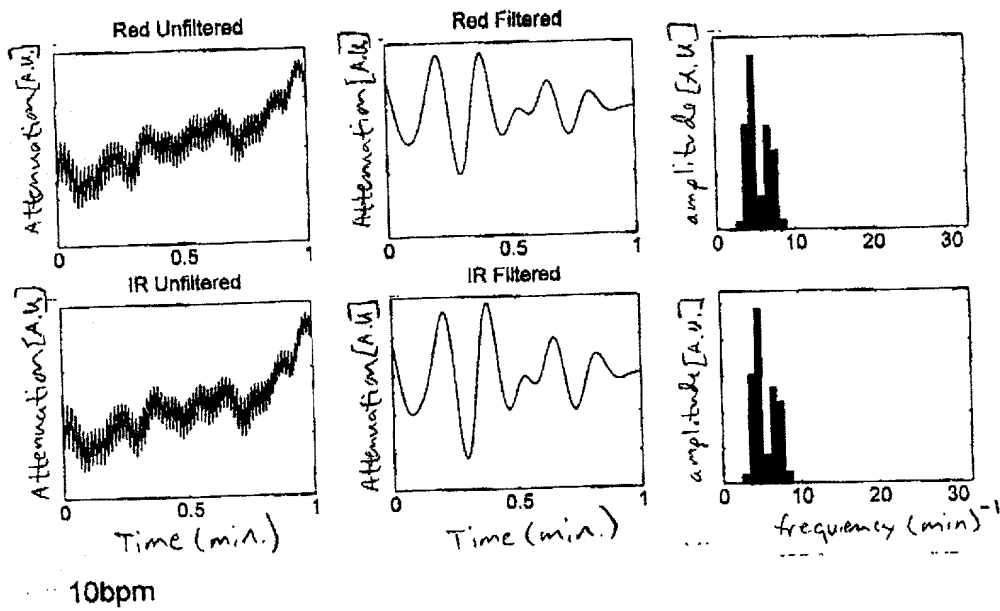 Red Unfiltered
Attenuation[A.U.]
0 0.5 1
Red Filtered
Attenuation[A.U.]
0 0.5 1
amplitude[A.U.]
0 10 20 30
IR Unfiltered
Attenuation[A.U.]
0 0.5 1
Time (min.)
IR Filtered
Attenuation[A.U.]
0 0.5 1
Time (min.)
amplitude[A.U.]
0 10 20 30
frequency (min)⁻¹
10bpm